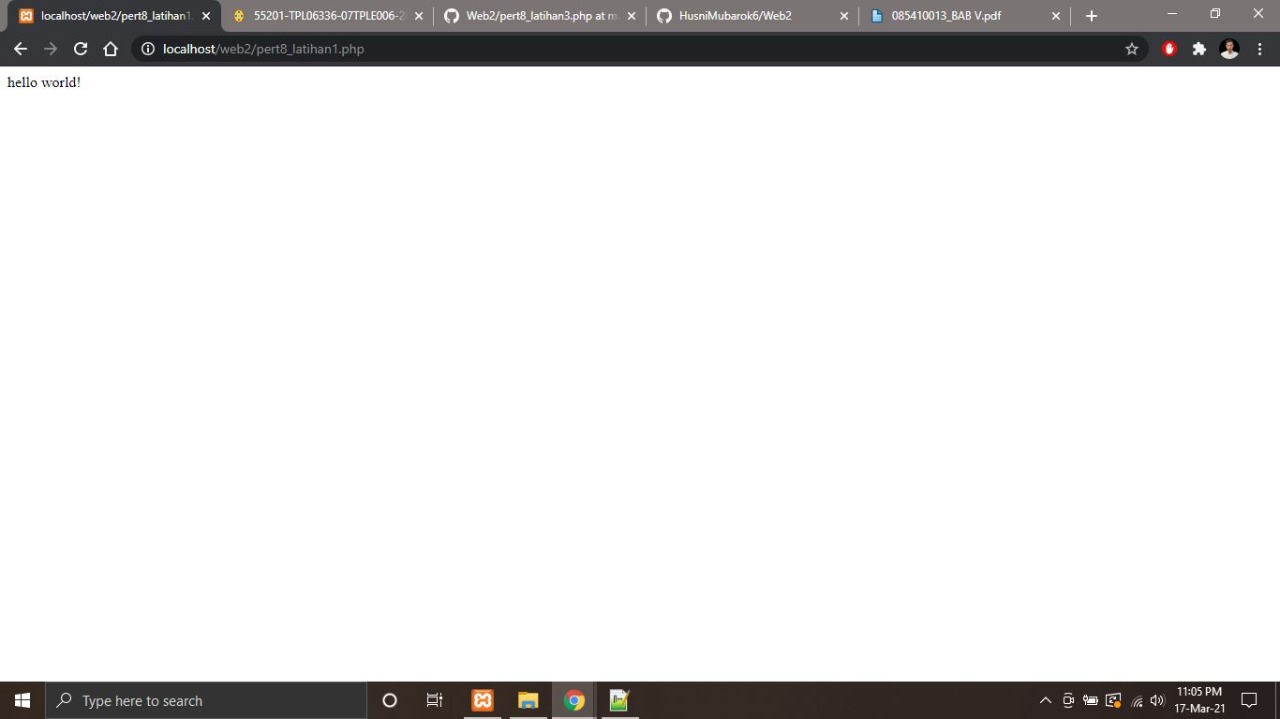 localhost/web2/pert8_latihan1.
55201-TPL06336-07TPLE006-2
Web2/pert8_latihan3.php at m
HusniMubarok6/Web2
085410013_BAB V.pdf
localhost/web2/pert8_latihan1.php
hello world!
Type here to search
11:05 PM
17-Mar-21